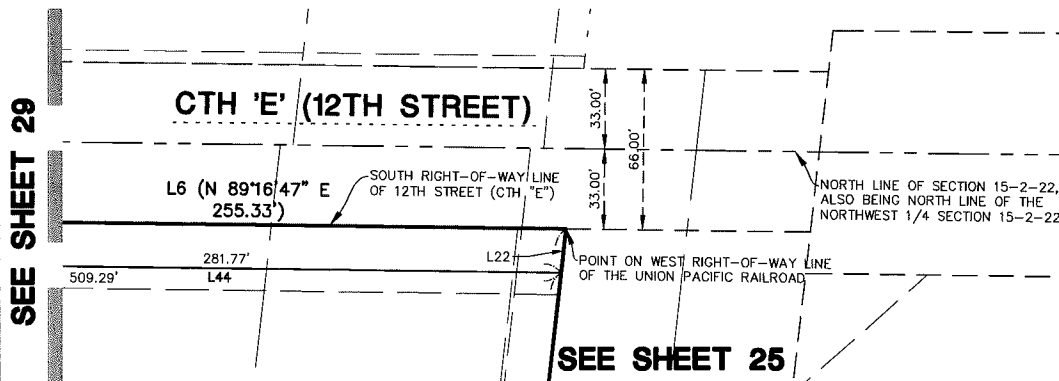 SEE SHEET 29
CTH 'E' (12TH STREET)
33.00'
66.00'
33.00'
L6 (N 89°16'47" E
255.33')
SOUTH RIGHT-OF-WAY LINE
OF 12TH STREET (CTH "E")
NORTH LINE OF SECTION 15-2-22,
ALSO BEING NORTH LINE OF THE
NORTHWEST 1/4 SECTION 15-2-22
281.77'
L22
POINT ON WEST RIGHT-OF-WAY LINE
OF THE UNION PACIFIC RAILROAD
509.29'
L44
SEE SHEET 25